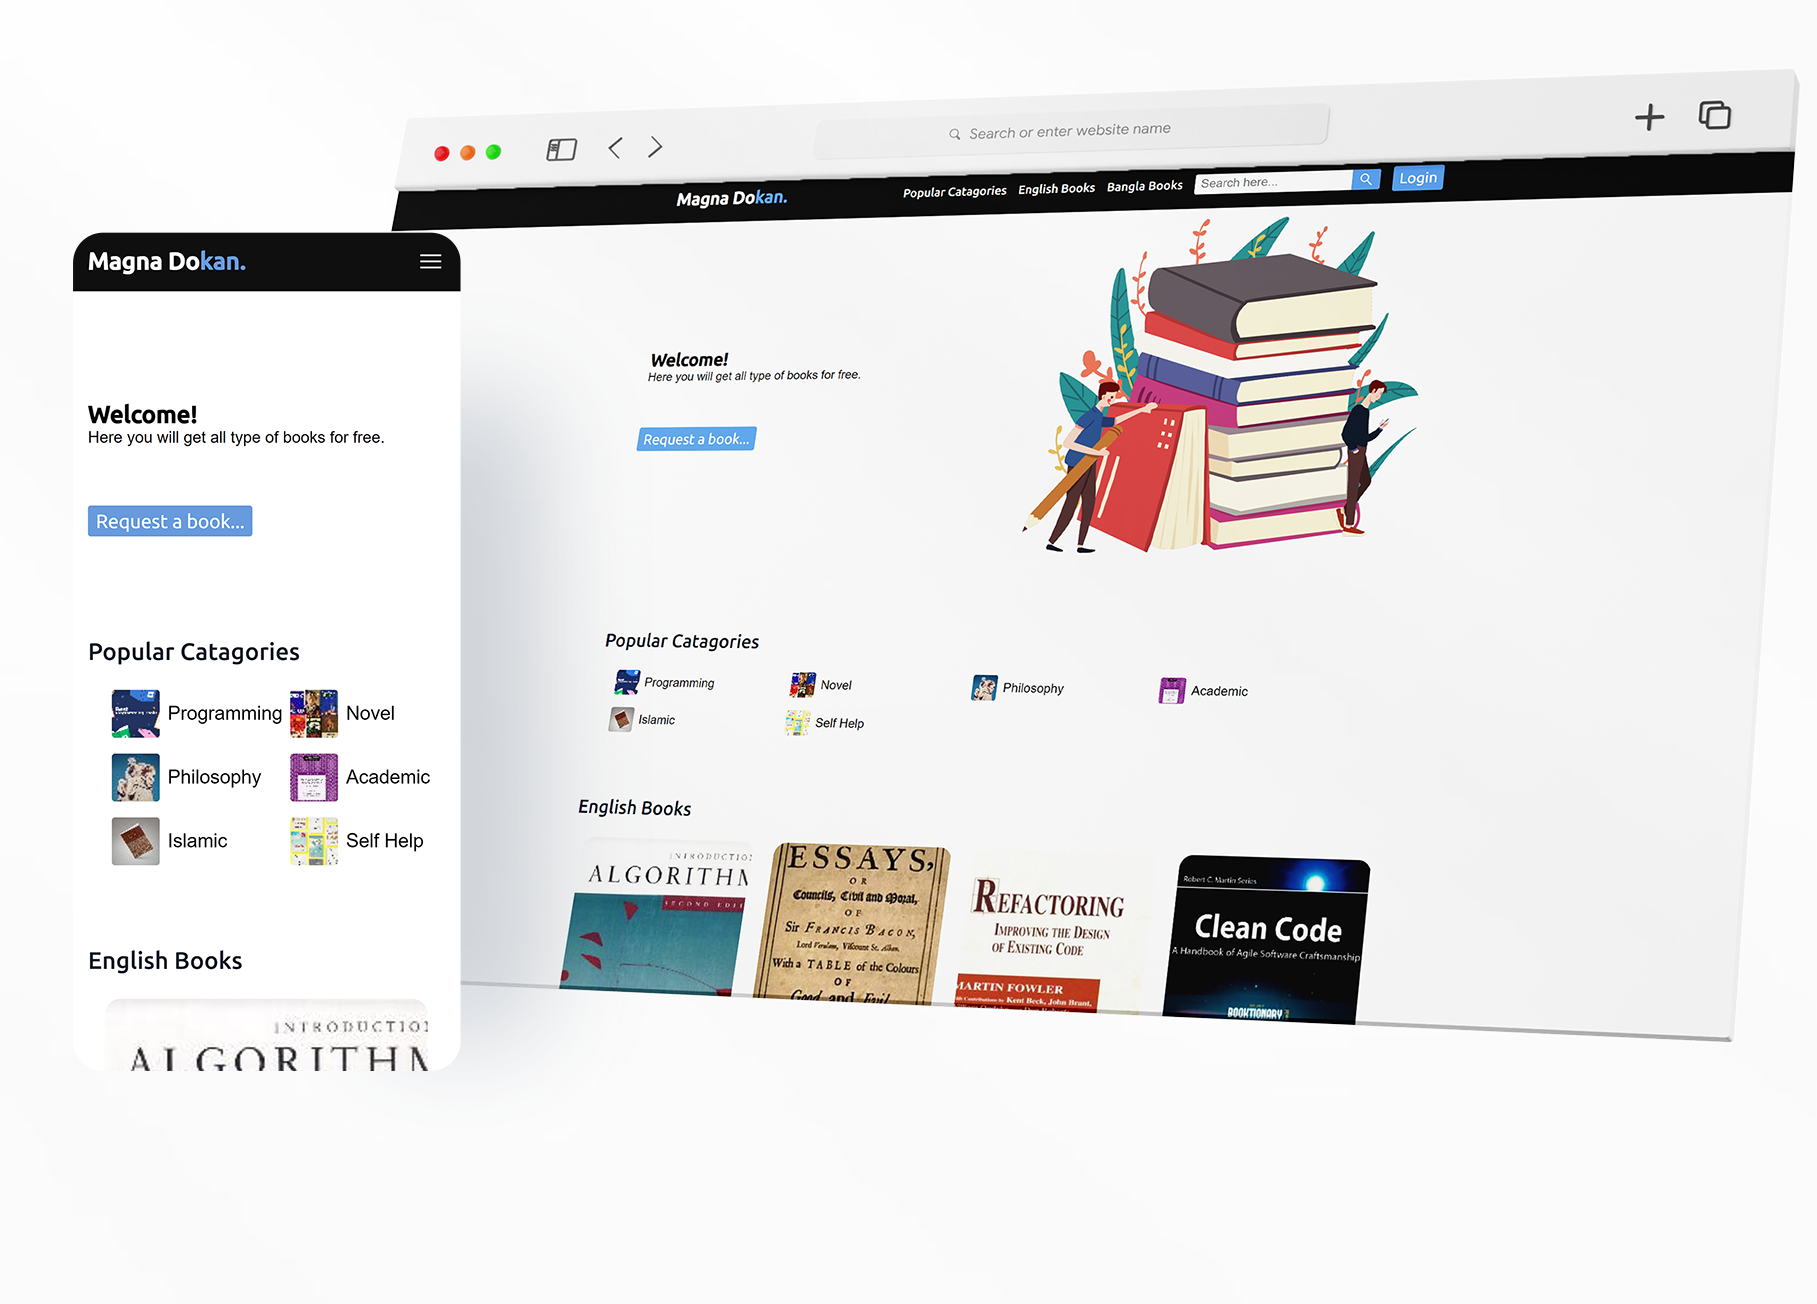 Search or enter website name
Magna Dokan.
Popular Catagories
English Books
Bangla Books
Search here...
Login
Welcome!
Here you will get all type of books for free.
Request a book...
Popular Catagories
Programming
Novel
Philosophy
Academic
Islamic
Self Help
English Books
INTRODUCTIO
ALGORITHM
SECOND EDI
ESSAYS,
OR
Councils, Civil and Moral,
OF
Sir FRANCIS BACON,
Lord Verulam, Viscount St. Alban.
With a TABLE of the Colours
OF
Good and Evil
REFACTORING
IMPROVING THE DESIGN
OF EXISTING CODE
MARTIN FOWLER
Contributions by Kent Beck, John Brant,
Robert C. Martin Series
Clean Code
A Handbook of Agile Software Craftsmanship
BOOKTIONARY
Magna Dokan.
Welcome!
Here you will get all type of books for free.
Request a book...
Popular Catagories
Programming
Novel
Philosophy
Academic
Islamic
Self Help
English Books
INTRODUCTIO
ALGORITHM